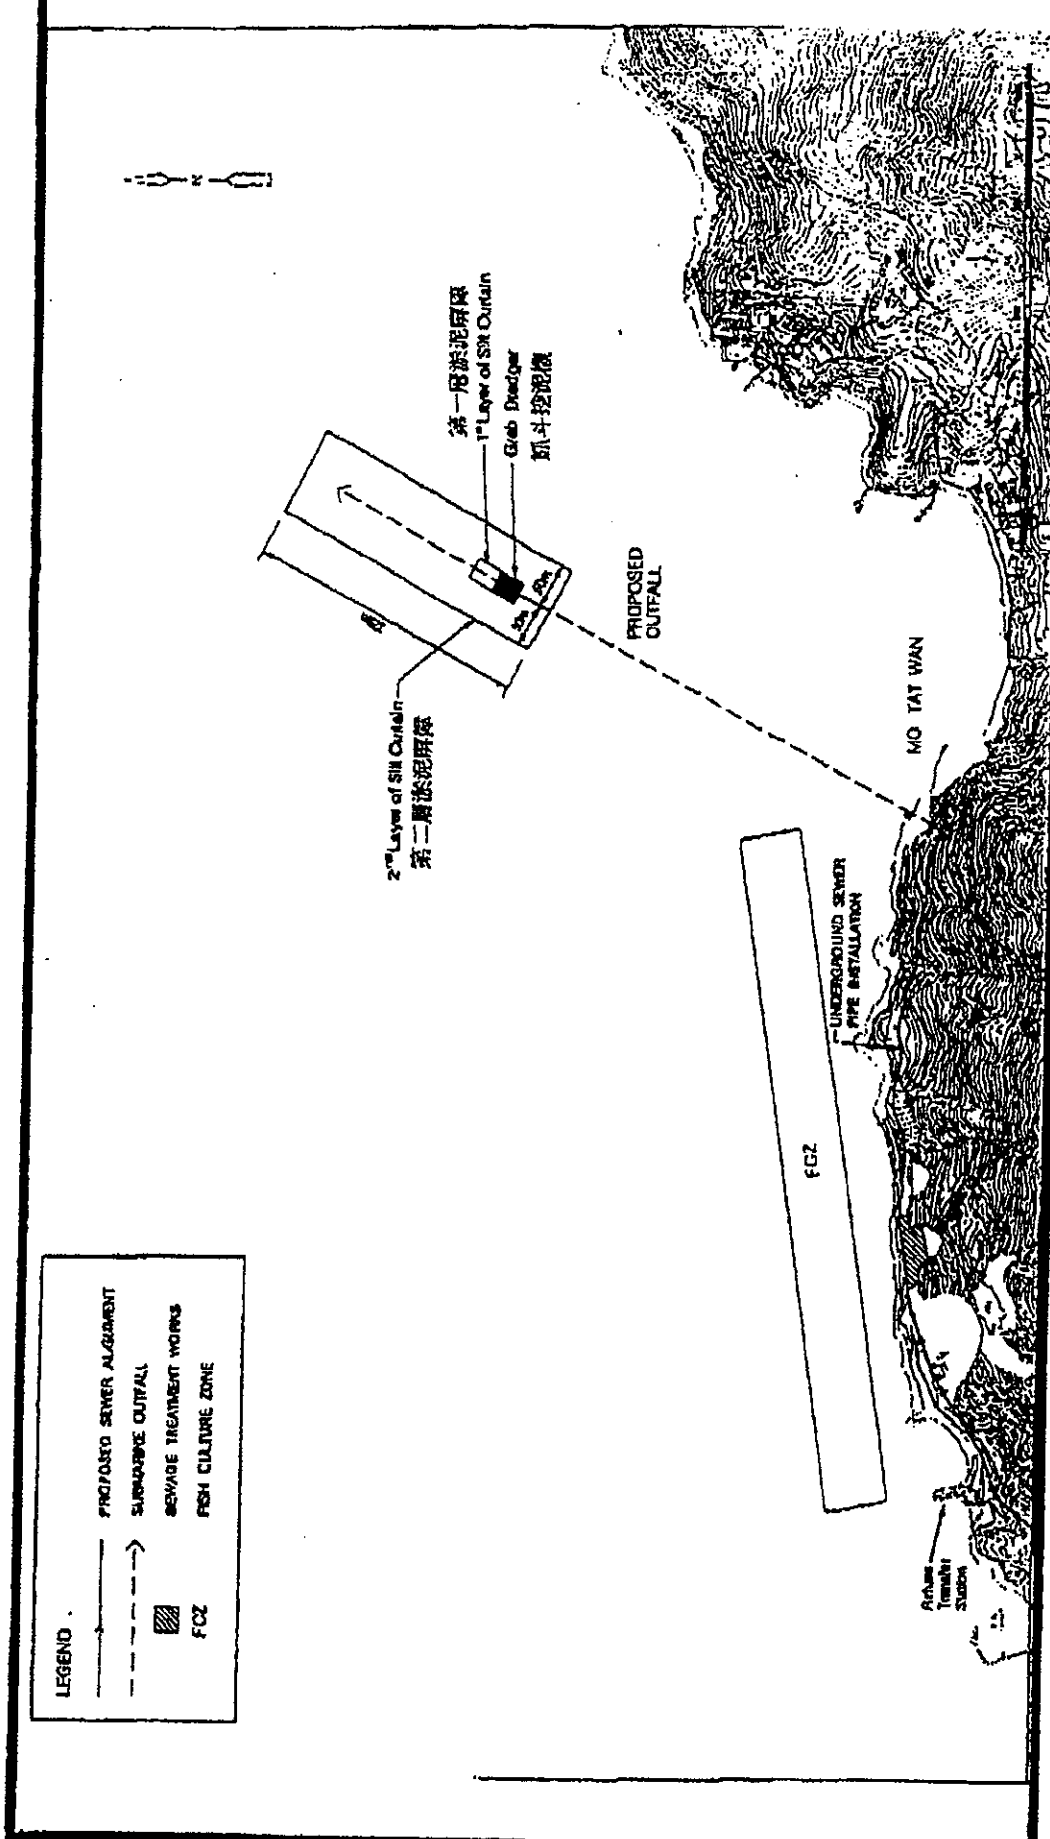 LEGEND
PROPOSED SEWER ALIGNMENT
SUBMARINE OUTFALL
SEWAGE TREATMENT WORKS
FCZ
FISH CULTURE ZONE
N
第一層淤泥屏障
1st Layer of Silt Curtain
Grab Dredger
抓斗挖泥機
2nd Layer of Silt Curtain
第二層淤泥屏障
50m
50m
PROPOSED
OUTFALL
MO TAT WAN
UNDERGROUND SEWER
PIPE INSTALLATION
FCZ
Refuse
Transfer
Station